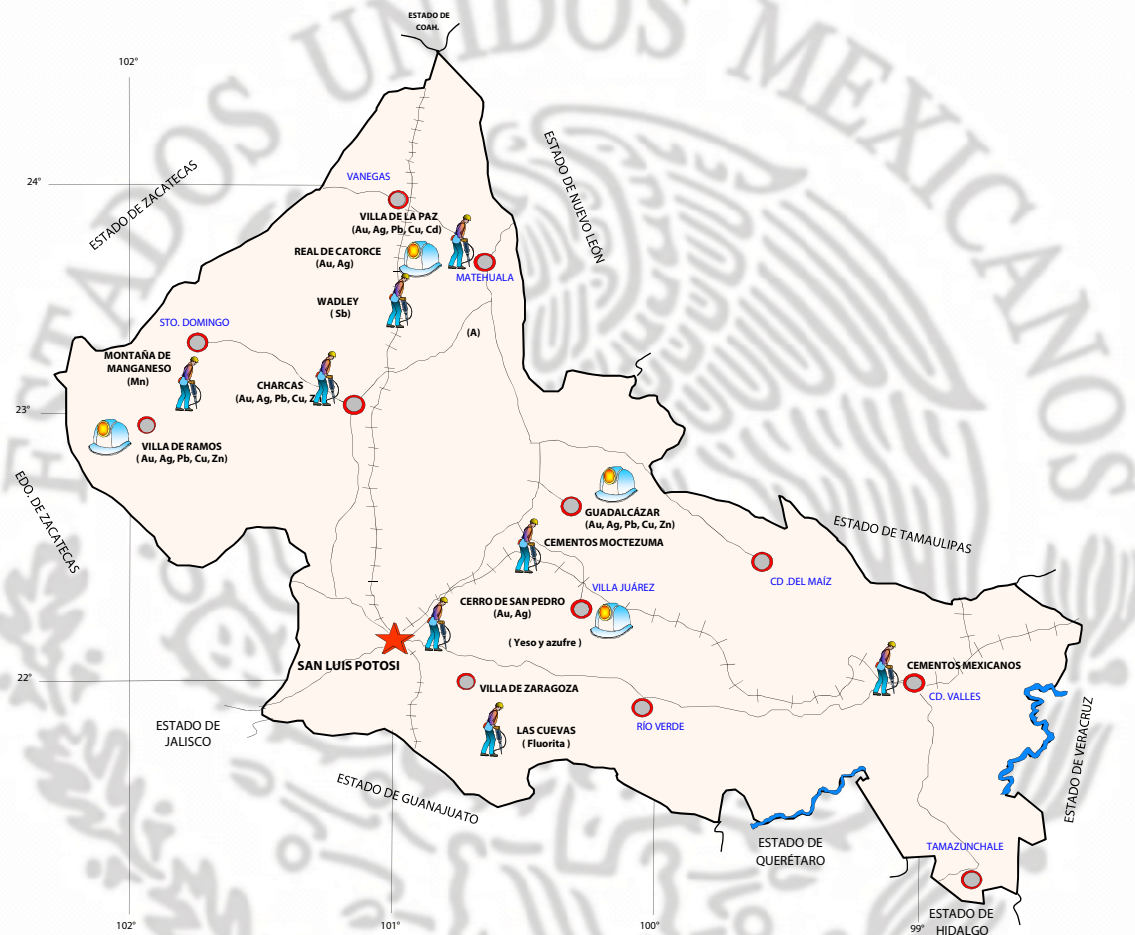 ESTADOS UNIDOS MEXICANOS
ESTADO DE
COAH.
102°
24°
ESTADO DE ZACATECAS
ESTADO DE NUEVO LEÓN
VANEGAS
VILLA DE LA PAZ
(Au, Ag, Pb, Cu, Cd)
REAL DE CATORCE
(Au, Ag)
MATEHUALA
WADLEY
( Sb)
(A)
STO. DOMINGO
MONTAÑA DE
MANGANESO
(Mn)
CHARCAS
(Au, Ag, Pb, Cu, Z
23°
VILLA DE RAMOS
( Au, Ag, Pb, Cu, Zn)
EDO. DE ZACATECAS
GUADALCÁZAR
(Au, Ag, Pb, Cu, Zn)
CEMENTOS MOCTEZUMA
ESTADO DE TAMAULIPAS
CD .DEL MAÍZ
VILLA JUÁREZ
CERRO DE SAN PEDRO
(Au, Ag)
( Yeso y azufre )
SAN LUIS POTOSI
CEMENTOS MEXICANOS
22°
VILLA DE ZARAGOZA
CD. VALLES
RÍO VERDE
ESTADO DE
JALISCO
LAS CUEVAS
( Fluorita )
ESTADO DE VERACRUZ
ESTADO DE GUANAJUATO
ESTADO DE
QUERÉTARO
TAMAZUNCHALE
ESTADO DE
HIDALGO
102°
101°
100°
99°